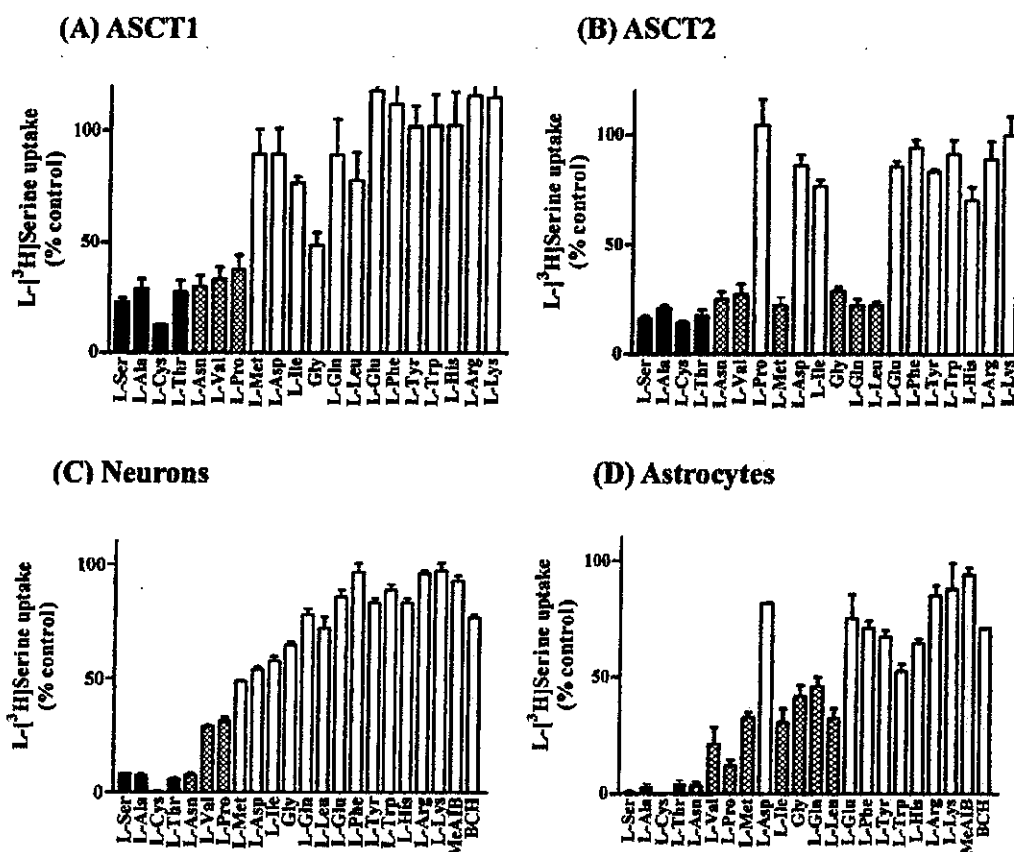 (A) ASCT1
L-[³H]Serine uptake
(% control)
100
50
0
L-Ser
L-Ala
L-Cys
L-Thr
L-Asn
L-Val
L-Pro
L-Met
L-Asp
L-Ile
Gly
L-Gln
L-Leu
L-Glu
L-Phe
L-Tyr
L-Trp
L-His
L-Arg
L-Lys
(B) ASCT2
L-[³H]Serine uptake
(% control)
100
50
0
L-Ser
L-Ala
L-Cys
L-Thr
L-Asn
L-Val
L-Pro
L-Met
L-Asp
L-Ile
Gly
L-Gln
L-Leu
L-Glu
L-Phe
L-Tyr
L-Trp
L-His
L-Arg
L-Lys
(C) Neurons
L-[³H]Serine uptake
(% control)
100
50
0
L-Ser
L-Ala
L-Cys
L-Thr
L-Asn
L-Val
L-Pro
L-Met
L-Asp
L-Ile
Gly
L-Gln
L-Leu
L-Glu
L-Phe
L-Tyr
L-Trp
L-His
L-Arg
L-Lys
MeAIB
BCH
(D) Astrocytes
L-[³H]Serine uptake
(% control)
100
50
0
L-Ser
L-Ala
L-Cys
L-Thr
L-Asn
L-Val
L-Pro
L-Met
L-Asp
L-Ile
Gly
L-Gln
L-Leu
L-Glu
L-Phe
L-Tyr
L-Trp
L-His
L-Arg
L-Lys
MeAIB
BCH